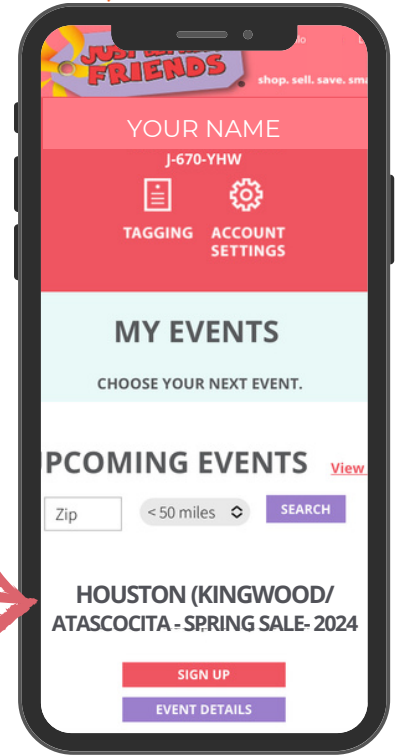 FRIENDS
shop. sell. save.
YOUR NAME
J-670-YHW
TAGGING ACCOUNT
SETTINGS
MY EVENTS
CHOOSE YOUR NEXT EVENT.
PCOMING EVENTS View
Zip < 50 miles SEARCH
HOUSTON (KINGWOOD/
ATASCOCITA - SPRING SALE- 2024
SIGN UP
EVENT DETAILS